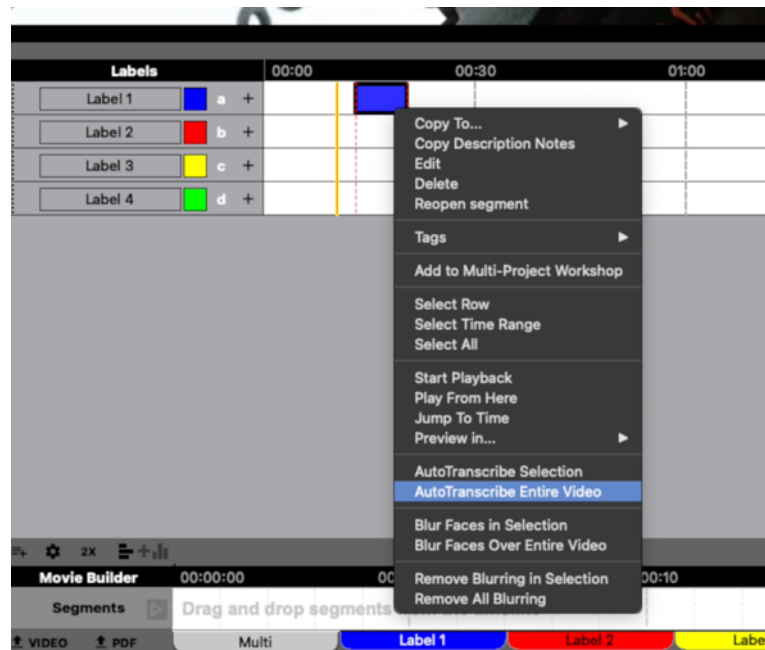 Labels 00:00 00:30 01:00
Label 1 a +
Label 2 b +
Label 3 c +
Label 4 d +
Copy To...
Copy Description Notes
Edit
Delete
Reopen segment
Tags
Add to Multi-Project Workshop
Select Row
Select Time Range
Select All
Start Playback
Play From Here
Jump To Time
Preview in...
AutoTranscribe Selection
AutoTranscribe Entire Video
Blur Faces in Selection
Blur Faces Over Entire Video
Remove Blurring in Selection
Remove All Blurring
2X
Movie Builder 00:00:00 00:10
Segments Drag and drop segments
VIDEO PDF Multi Label 1 Label 2